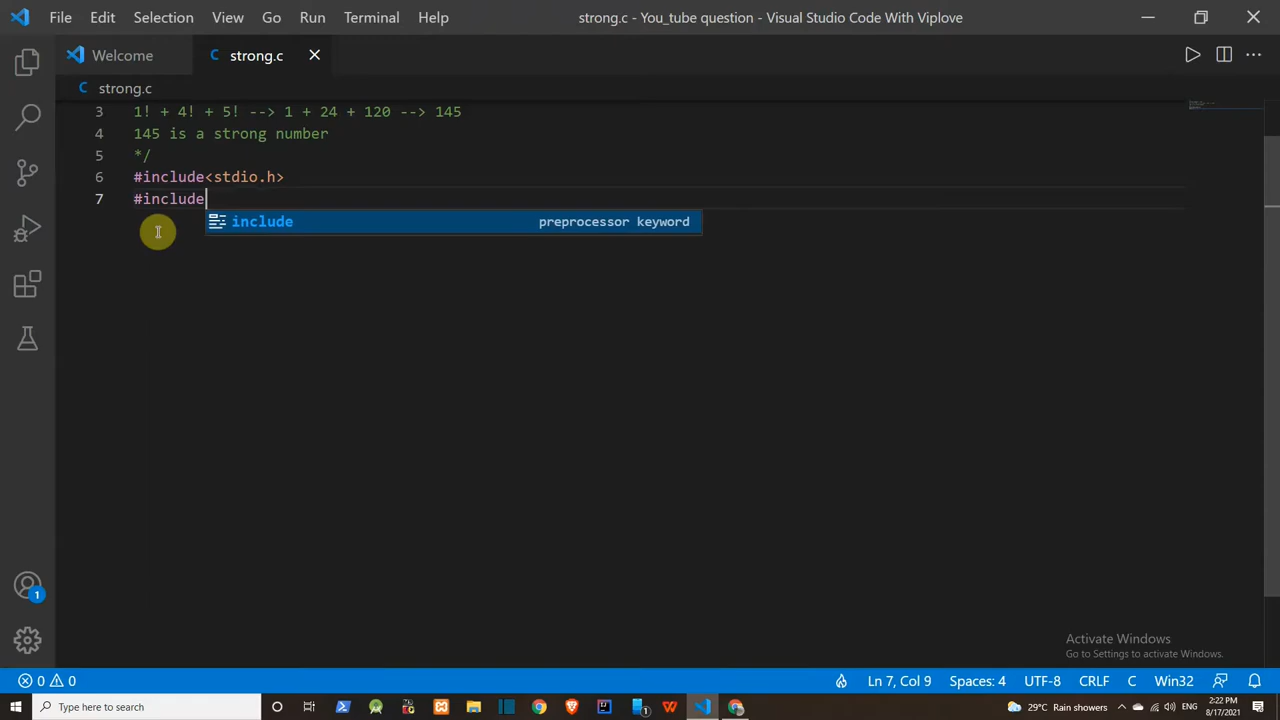 File Edit Selection View Go Run Terminal Help strong.c - You_tube question - Visual Studio Code With Viplove
Welcome strong.c
strong.c
3 1! + 4! + 5! --> 1 + 24 + 120 --> 145
4 145 is a strong number
5 */
6 #include<stdio.h>
7 #include
include preprocessor keyword
1
Activate Windows
Go to Settings to activate Windows.
0 0 Ln 7, Col 9 Spaces: 4 UTF-8 CRLF C Win32
Type here to search 1 29°C Rain showers ENG 2:22 PM
8/17/2021